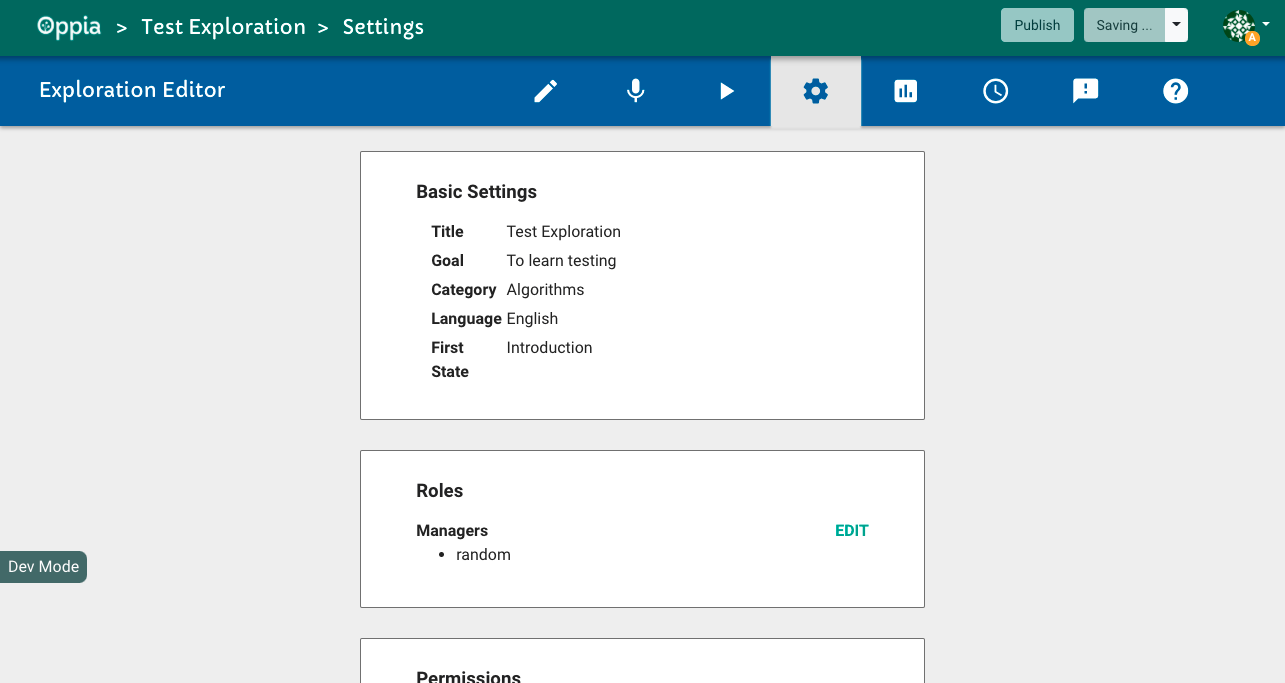 Oppia > Test Exploration > Settings
Publish
Saving ...
A
Exploration Editor
Basic Settings
Title Test Exploration
Goal To learn testing
Category Algorithms
Language English
First State Introduction
Roles
Managers EDIT
random
Dev Mode
Permissions